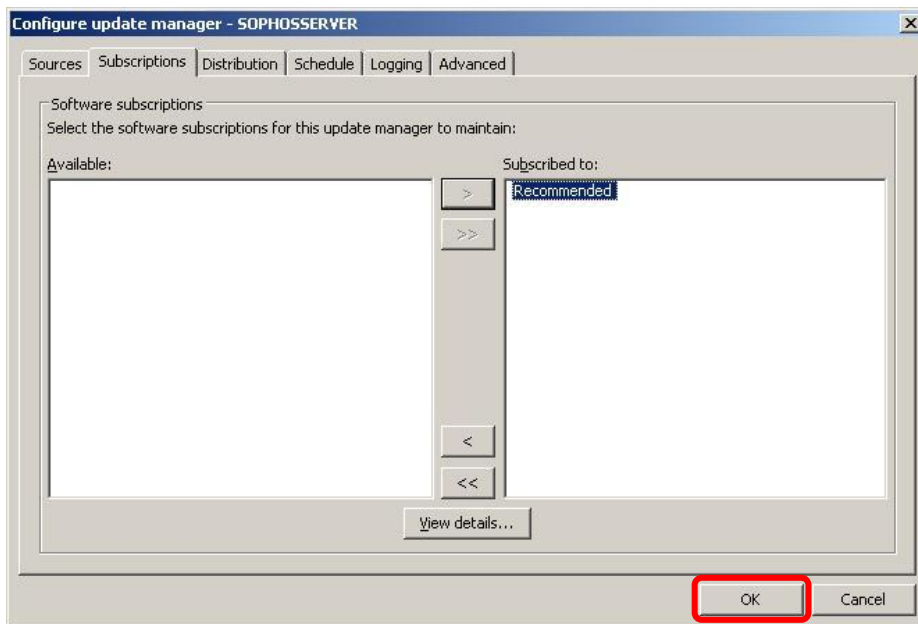 Configure update manager - SOPHOSSERVER
Sources Subscriptions Distribution Schedule Logging Advanced
Software subscriptions
Select the software subscriptions for this update manager to maintain:
Available: Subscribed to:
> Recommended
>>
<
<<
View details...
OK Cancel